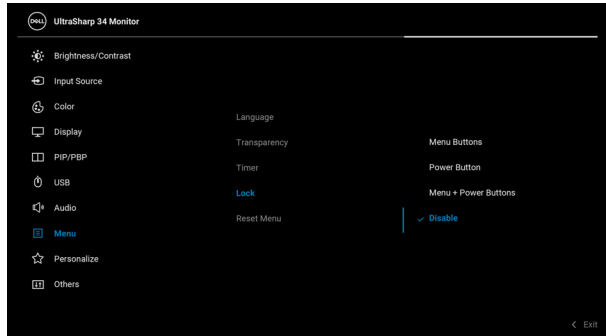 DELL UltraSharp 34 Monitor
Brightness/Contrast
Input Source
Color
Display
PIP/PBP
USB
Audio
Menu
Personalize
Others
Language
Transparency
Timer
Lock
Reset Menu
Menu Buttons
Power Button
Menu + Power Buttons
Disable
Exit